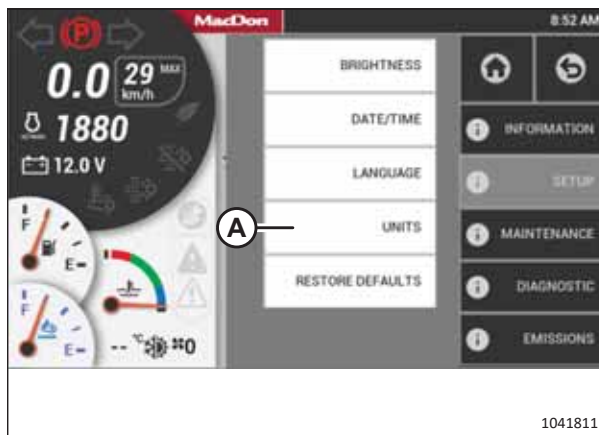 MacDon
8:52 AM
P
0.0 29 MAX
km/h
1880
12.0 V
F
E
F
E
-- °C 0
BRIGHTNESS
DATE/TIME
LANGUAGE
A
UNITS
RESTORE DEFAULTS
INFORMATION
SETUP
MAINTENANCE
DIAGNOSTIC
EMISSIONS
1041811